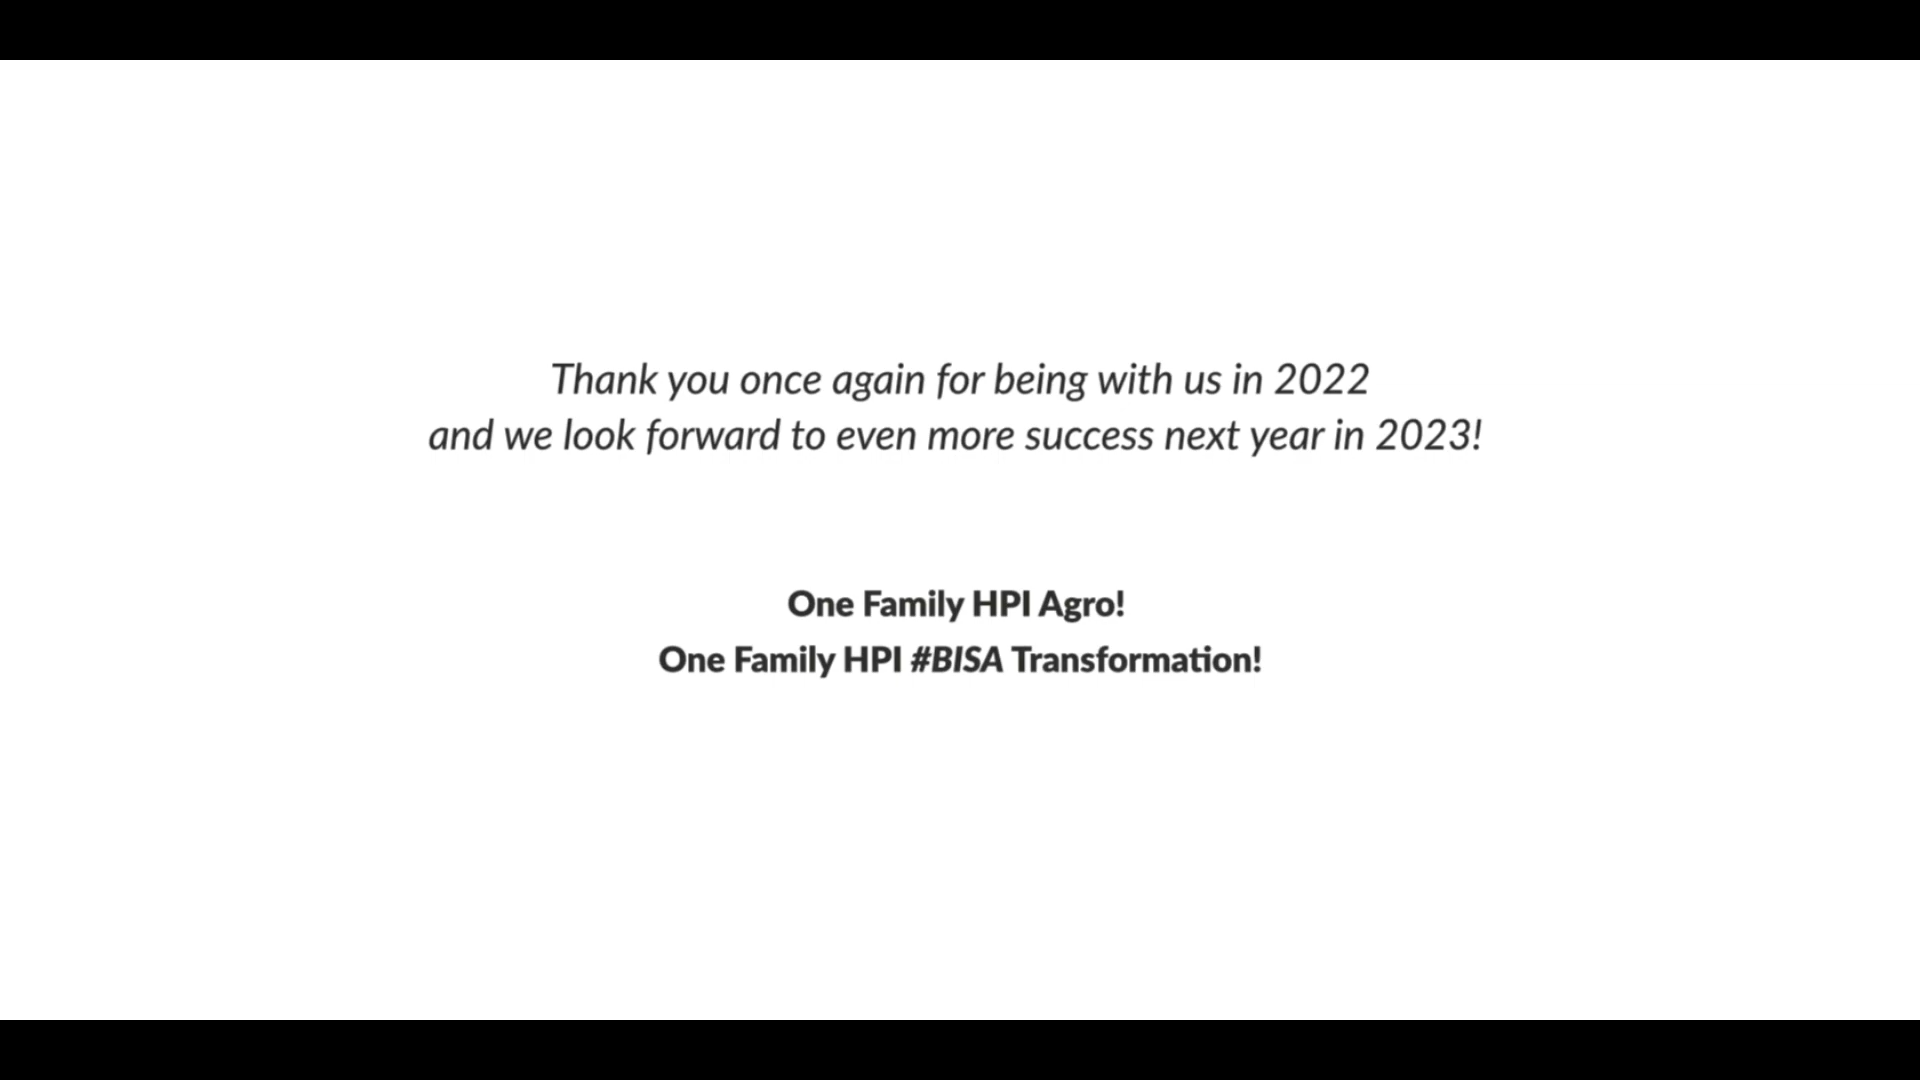 Thank you once again for being with us in 2022
and we look forward to even more success next year in 2023!
One Family HPI Agro!
One Family HPI #BISA Transformation!